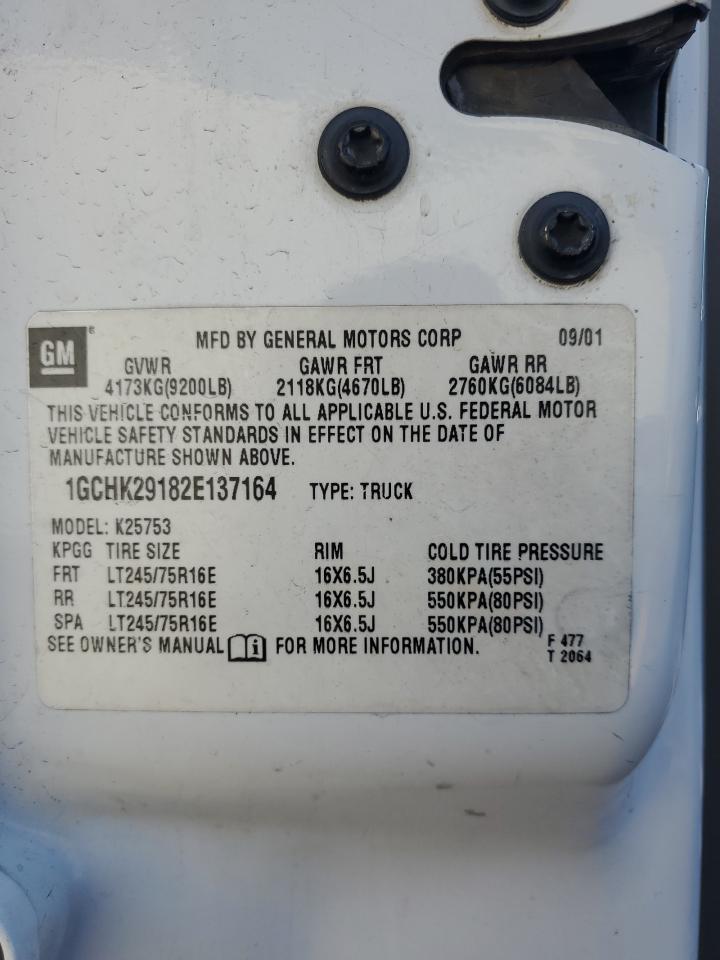 GM ®
MFD BY GENERAL MOTORS CORP 09/01
GVWR GAWR FRT GAWR RR
4173KG(9200LB) 2118KG(4670LB) 2760KG(6084LB)
THIS VEHICLE CONFORMS TO ALL APPLICABLE U.S. FEDERAL MOTOR
VEHICLE SAFETY STANDARDS IN EFFECT ON THE DATE OF
MANUFACTURE SHOWN ABOVE.
1GCHK29182E137164 TYPE: TRUCK
MODEL: K25753
KPGG TIRE SIZE RIM COLD TIRE PRESSURE
FRT LT245/75R16E 16X6.5J 380KPA(55PSI)
RR LT245/75R16E 16X6.5J 550KPA(80PSI)
SPA LT245/75R16E 16X6.5J 550KPA(80PSI)
SEE OWNER'S MANUAL i FOR MORE INFORMATION. F 477
T 2064